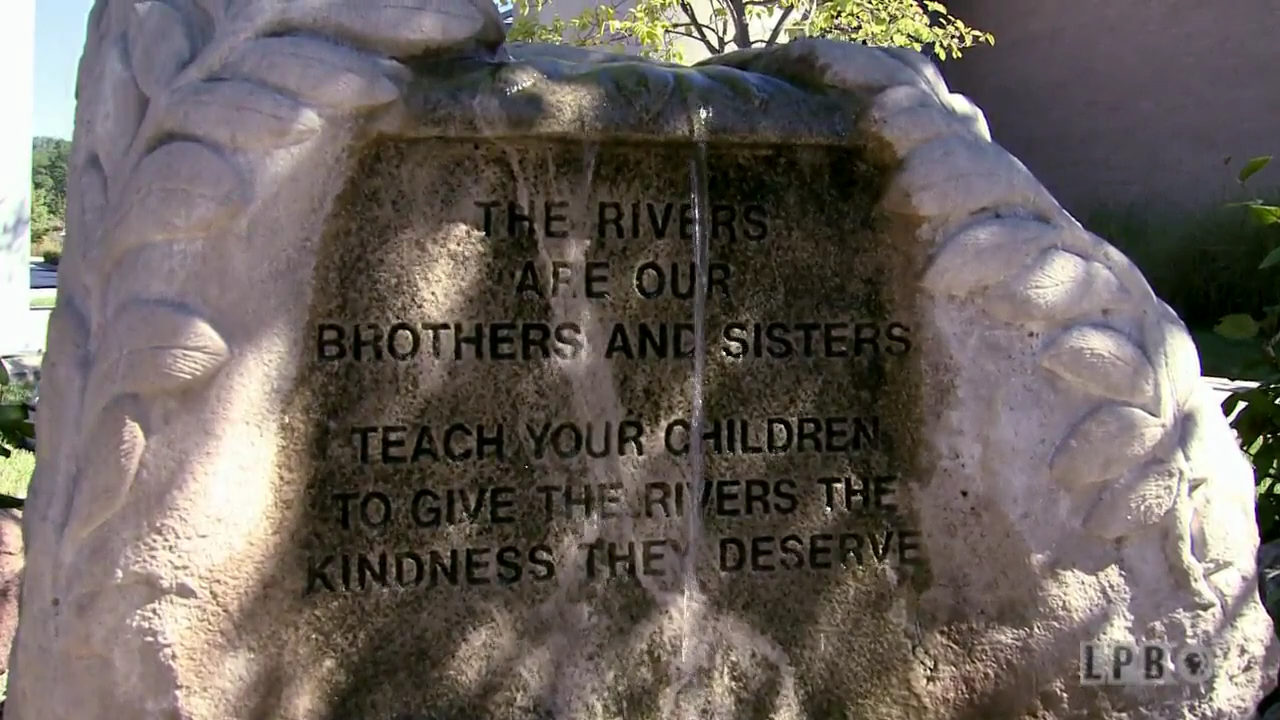 THE RIVERS
ARE OUR
BROTHERS AND SISTERS
TEACH YOUR CHILDREN
TO GIVE THE RIVERS THE
KINDNESS THEY DESERVE
LPB